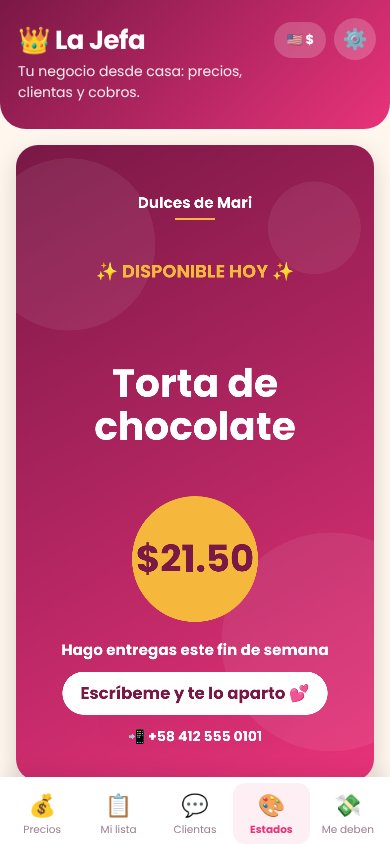 👑 La Jefa
🇺🇸 $ ⚙️
Tu negocio desde casa: precios,
clientas y cobros.
Dulces de Mari
✨ DISPONIBLE HOY ✨
Torta de
chocolate
$21.50
Hago entregas este fin de semana
Escríbeme y te lo aparto 💕
📲 +58 412 555 0101
Precios Mi lista Clientas Estados Me deben